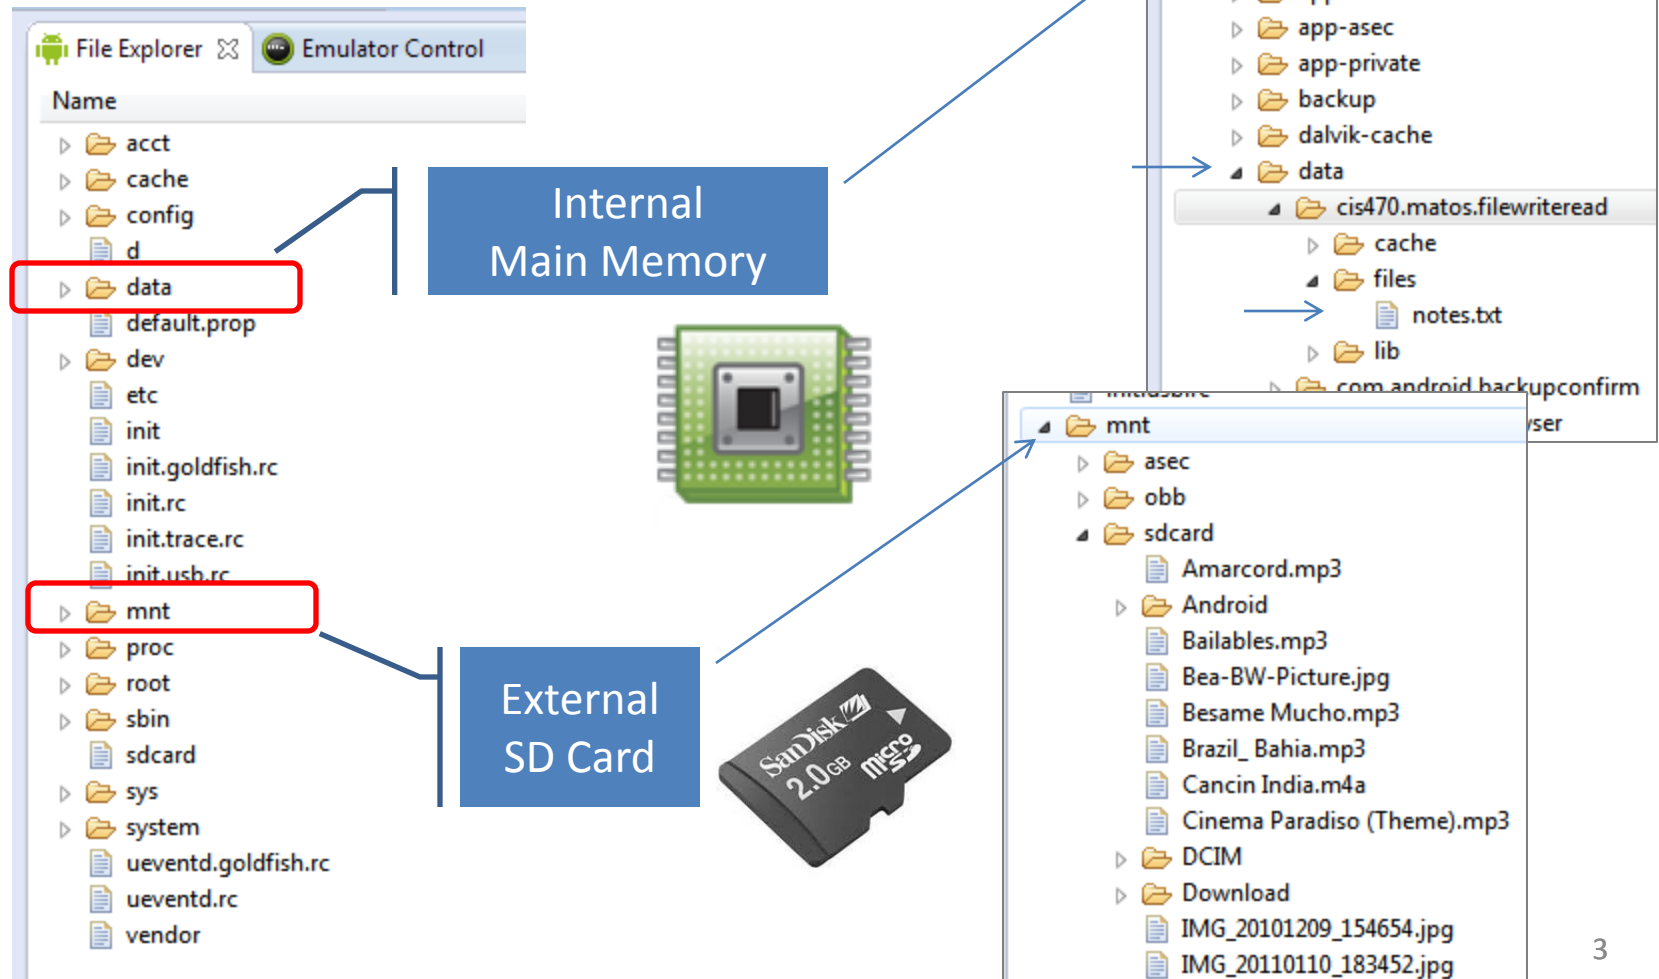 File Explorer
Emulator Control
Name
acct
cache
config
d
data
default.prop
dev
etc
init
init.goldfish.rc
init.rc
init.trace.rc
init.usb.rc
mnt
proc
root
sbin
sdcard
sys
system
ueventd.goldfish.rc
ueventd.rc
vendor
Internal
Main Memory
External
SD Card
SanDisk
2.0GB
micro
SD
app-asec
app-private
backup
dalvik-cache
data
cis470.matos.filewriteread
cache
files
notes.txt
lib
com.android.backupconfirm
mnt
asec
obb
sdcard
Amarcord.mp3
Android
Bailables.mp3
Bea-BW-Picture.jpg
Besame Mucho.mp3
Brazil_ Bahia.mp3
Cancin India.m4a
Cinema Paradiso (Theme).mp3
DCIM
Download
IMG_20101209_154654.jpg
IMG_20110110_183452.jpg
3